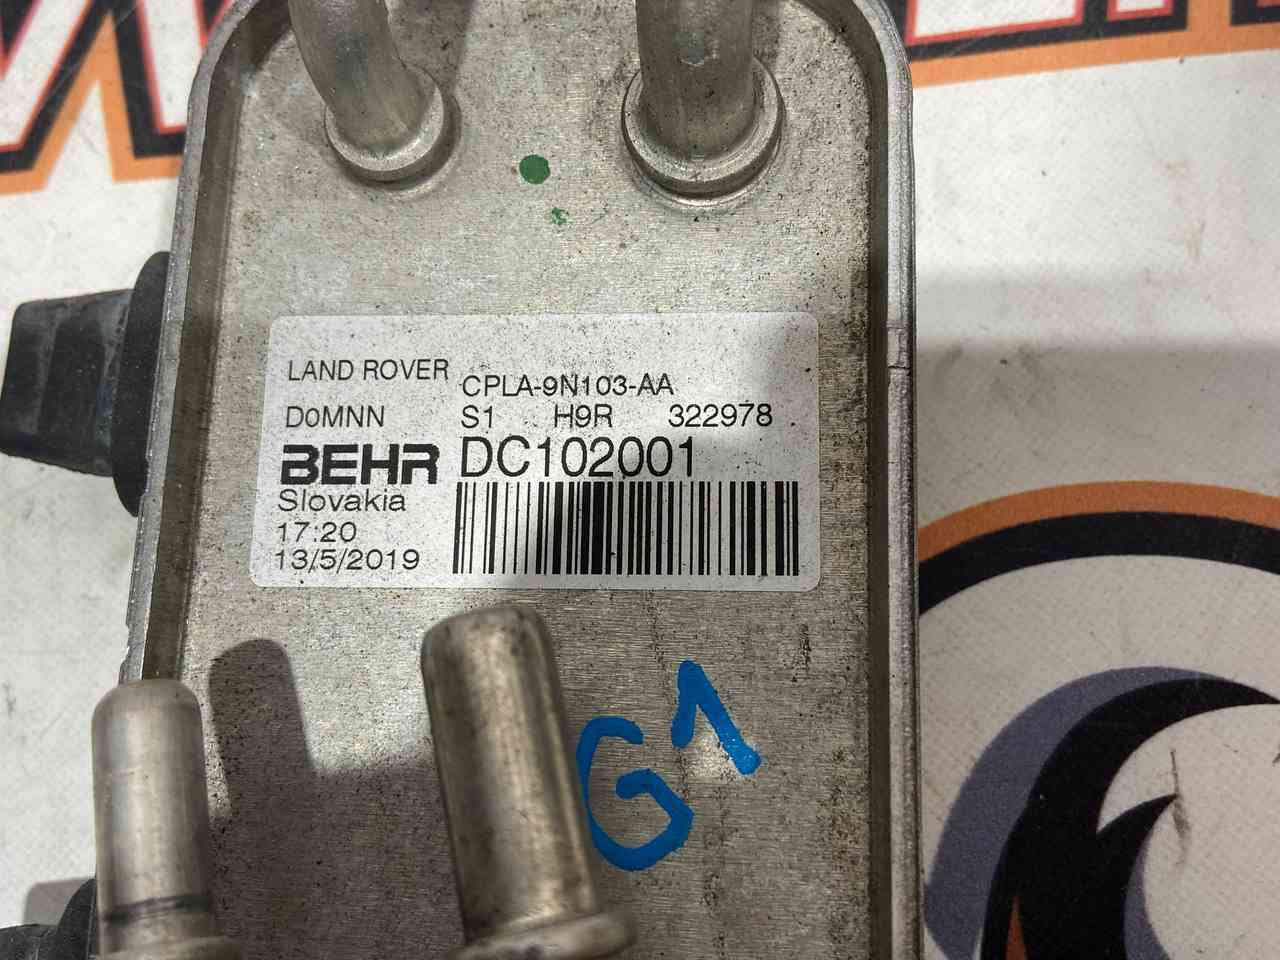 LAND ROVER CPLA-9N103-AA
D0MNN S1 H9R 322978
BEHR DC102001
Slovakia
17:20
13/5/2019
G1